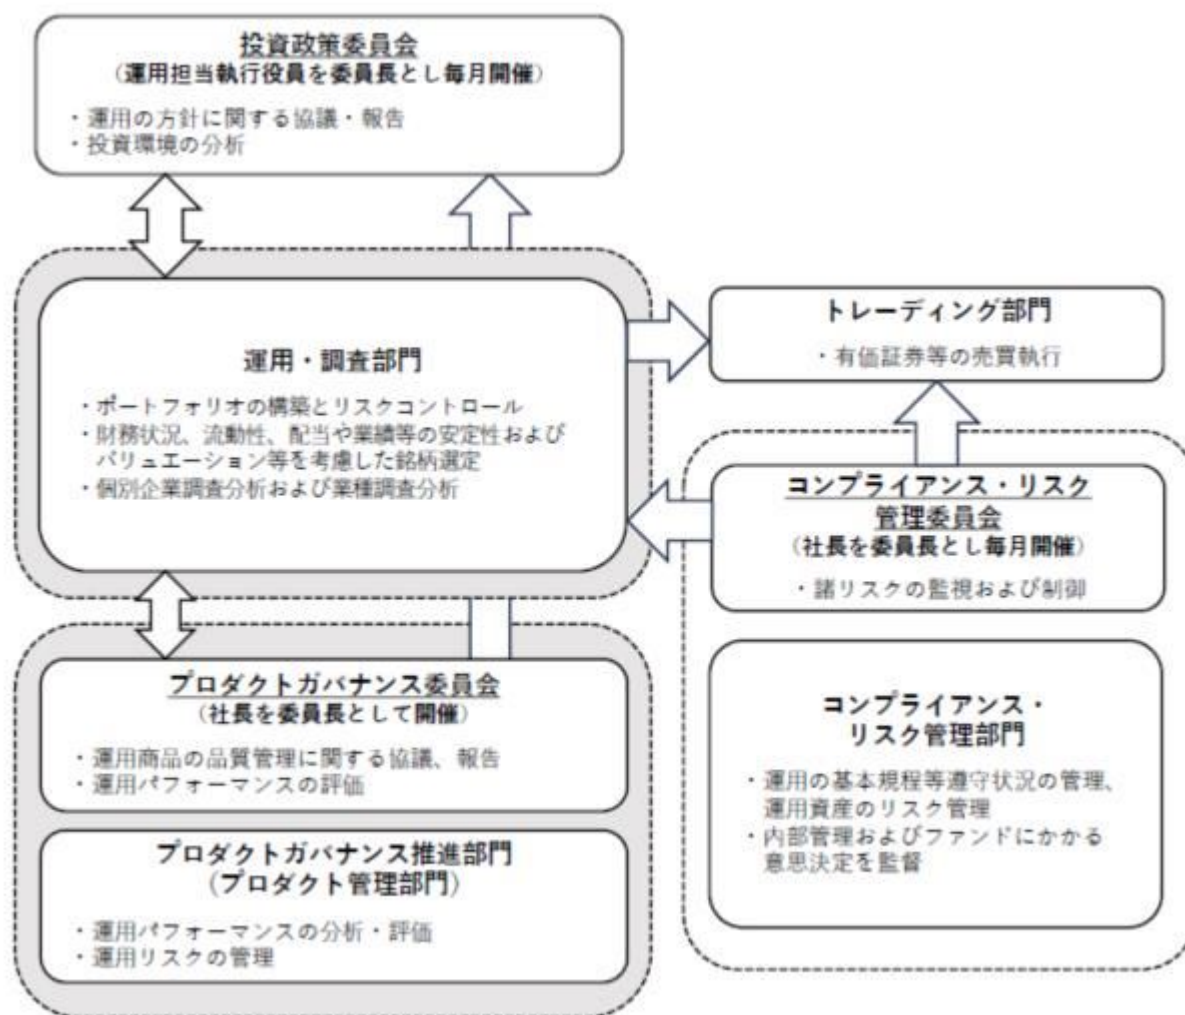 投資政策委員会
(運用担当執行役員を委員長とし毎月開催)
・運用の方針に関する協議・報告
・投資環境の分析
運用・調査部門
・ポートフォリオの構築とリスクコントロール
・財務状況、流動性、配当や業績等の安定性および
バリュエーション等を考慮した銘柄選定
・個別企業調査分析および業種調査分析
トレーディング部門
・有価証券等の売買執行
コンプライアンス・リスク
管理委員会
(社長を委員長とし毎月開催)
・諸リスクの監視および制御
プロダクトガバナンス委員会
(社長を委員長として開催)
・運用商品の品質管理に関する協議、報告
・運用パフォーマンスの評価
プロダクトガバナンス推進部門
(プロダクト管理部門)
・運用パフォーマンスの分析・評価
・運用リスクの管理
コンプライアンス・
リスク管理部門
・運用の基本規程等遵守状況の管理、
運用資産のリスク管理
・内部管理およびファンドにかかる
意思決定を監督